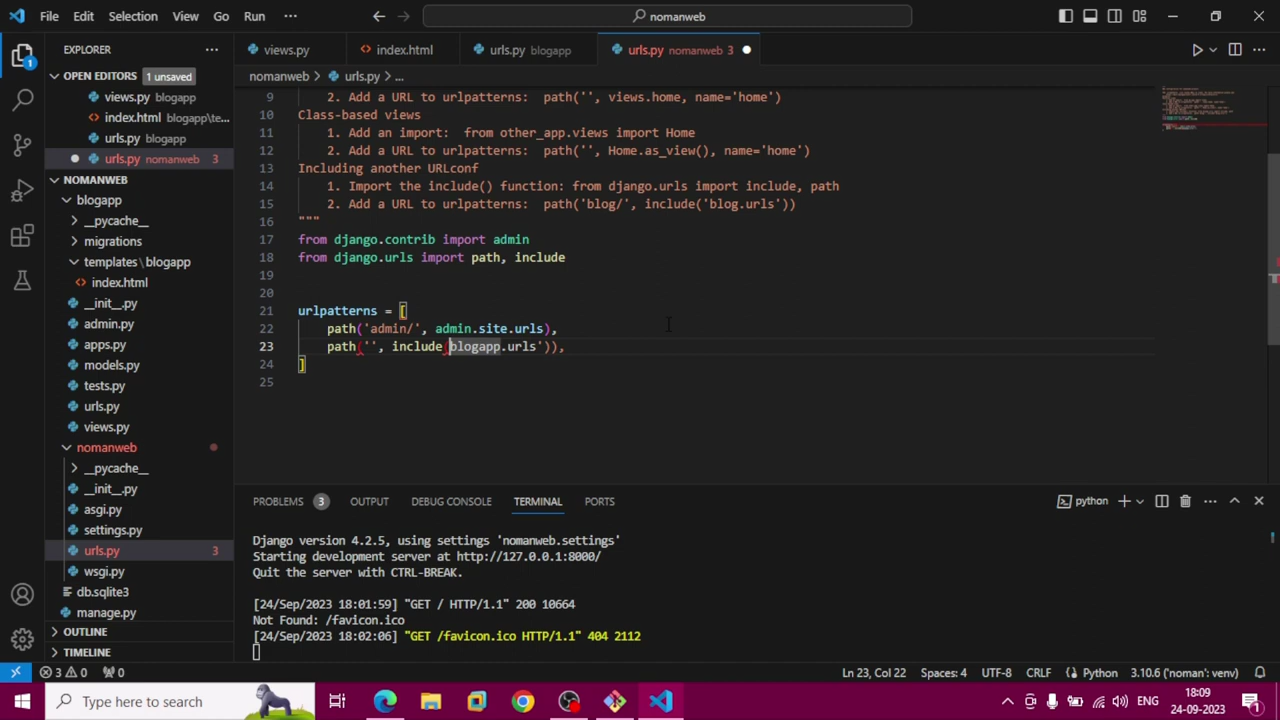 File Edit Selection View Go Run ··· nomanweb
EXPLORER ··· views.py index.html urls.py blogapp urls.py nomanweb 3
OPEN EDITORS 1 unsaved
views.py blogapp
index.html blogapp\te...
urls.py blogapp
urls.py nomanweb 3
NOMANWEB
blogapp
__pycache__
migrations
templates \ blogapp
index.html
__init__.py
admin.py
apps.py
models.py
tests.py
urls.py
views.py
nomanweb
__pycache__
__init__.py
asgi.py
settings.py
urls.py 3
wsgi.py
db.sqlite3
manage.py
OUTLINE
TIMELINE
nomanweb > urls.py > ...
9 2. Add a URL to urlpatterns:  path('', views.home, name='home')
10 Class-based views
11 1. Add an import:  from other_app.views import Home
12 2. Add a URL to urlpatterns:  path('', Home.as_view(), name='home')
13 Including another URLconf
14 1. Import the include() function: from django.urls import include, path
15 2. Add a URL to urlpatterns:  path('blog/', include('blog.urls'))
16 """
17 from django.contrib import admin
18 from django.urls import path, include
19
20
21 urlpatterns = [
22 path('admin/', admin.site.urls),
23 path('', include(blogapp.urls')),
24 ]
25
PROBLEMS 3 OUTPUT DEBUG CONSOLE TERMINAL PORTS python
Django version 4.2.5, using settings 'nomanweb.settings'
Starting development server at http://127.0.0.1:8000/
Quit the server with CTRL-BREAK.
[24/Sep/2023 18:01:59] "GET / HTTP/1.1" 200 10664
Not Found: /favicon.ico
[24/Sep/2023 18:02:06] "GET /favicon.ico HTTP/1.1" 404 2112
3 0 0 Ln 23, Col 22 Spaces: 4 UTF-8 CRLF Python 3.10.6 ('noman': venv)
Type here to search ENG 18:09
24-09-2023 1
1